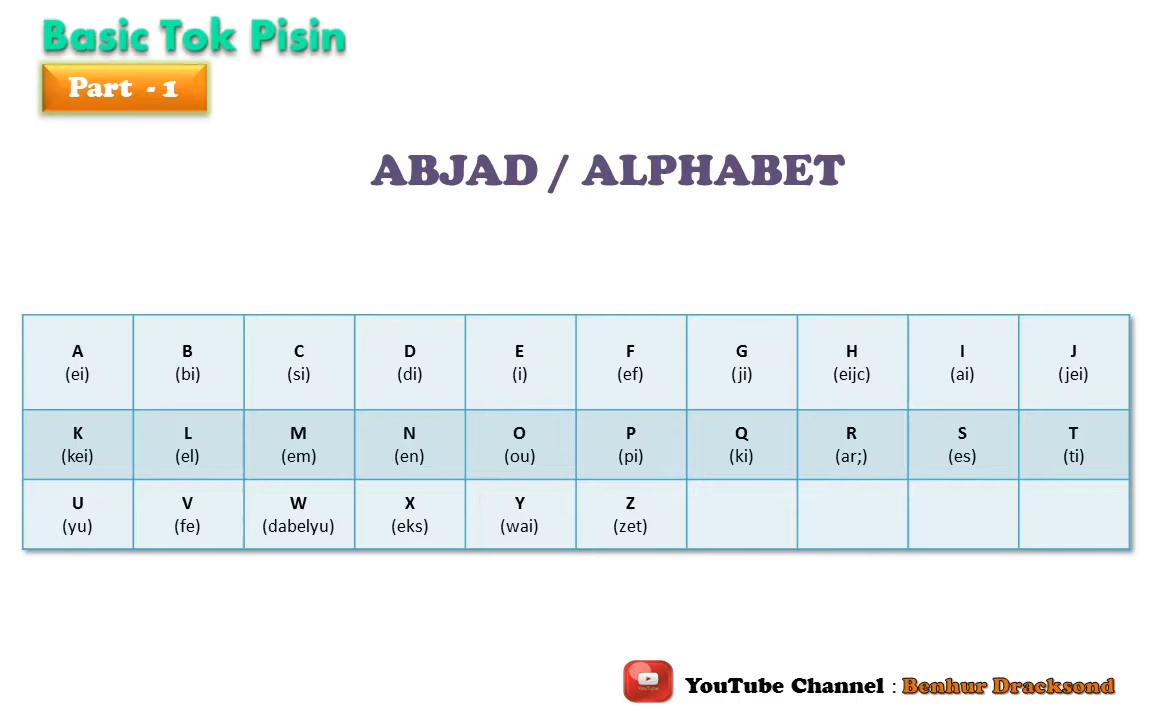 Basic Tok Pisin
Part - 1
ABJAD / ALPHABET
A B C D E F G H I J
(ei) (bi) (si) (di) (i) (ef) (ji) (eijc) (ai) (jei)
K L M N O P Q R S T
(kei) (el) (em) (en) (ou) (pi) (ki) (ar;) (es) (ti)
U V W X Y Z
(yu) (fe) (dabelyu) (eks) (wai) (zet)
YouTube Channel : Benhur Dracksond